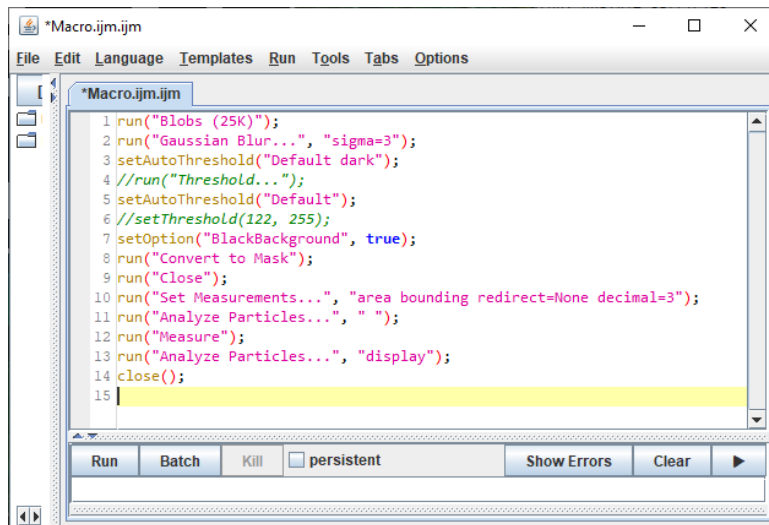 *Macro.ijm.ijm
File Edit Language Templates Run Tools Tabs Options
*Macro.ijm.ijm
1 run("Blobs (25K)");
2 run("Gaussian Blur...", "sigma=3");
3 setAutoThreshold("Default dark");
4 //run("Threshold...");
5 setAutoThreshold("Default");
6 //setThreshold(122, 255);
7 setOption("BlackBackground", true);
8 run("Convert to Mask");
9 run("Close");
10 run("Set Measurements...", "area bounding redirect=None decimal=3");
11 run("Analyze Particles...", " ");
12 run("Measure");
13 run("Analyze Particles...", "display");
14 close();
15
Run Batch Kill persistent Show Errors Clear